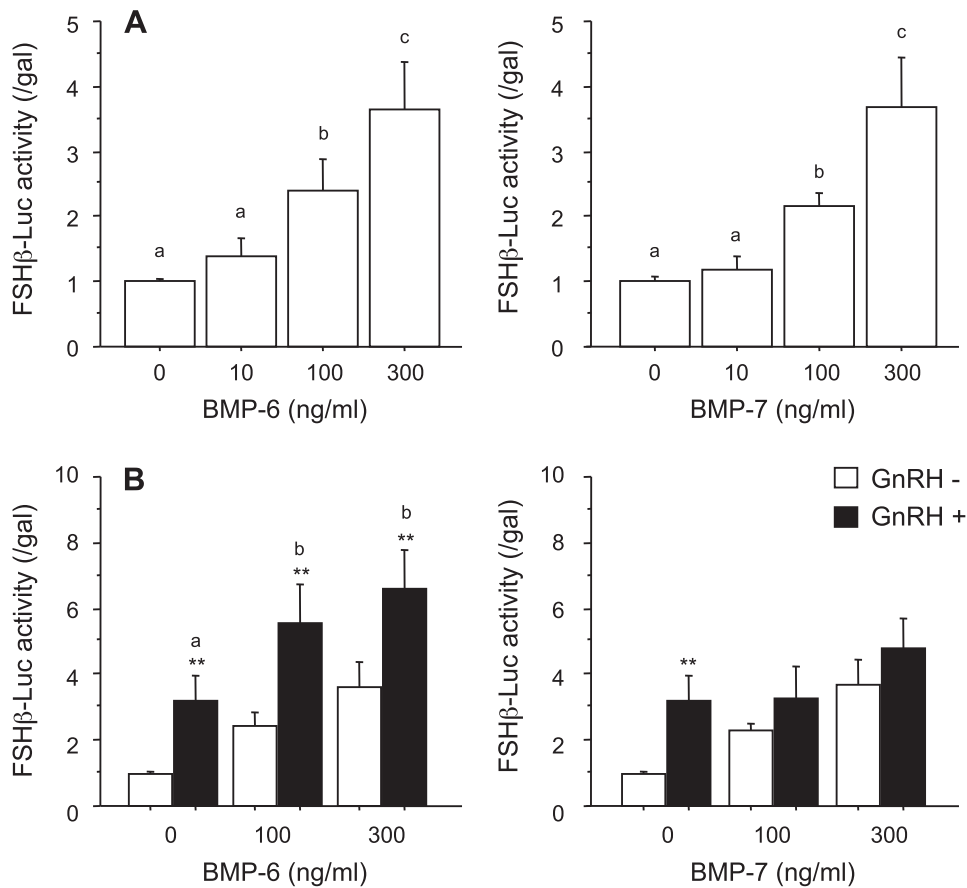 A
FSHβ-Luc activity (/gal)
5
4
3
2
1
0
a
a
b
c
0 10 100 300
BMP-6 (ng/ml)
FSHβ-Luc activity (/gal)
5
4
3
2
1
0
a
a
b
c
0 10 100 300
BMP-7 (ng/ml)
B
FSHβ-Luc activity (/gal)
10
8
6
4
2
0
a
**
b
**
b
**
0 100 300
BMP-6 (ng/ml)
FSHβ-Luc activity (/gal)
10
8
6
4
2
0
**
GnRH -
GnRH +
0 100 300
BMP-7 (ng/ml)